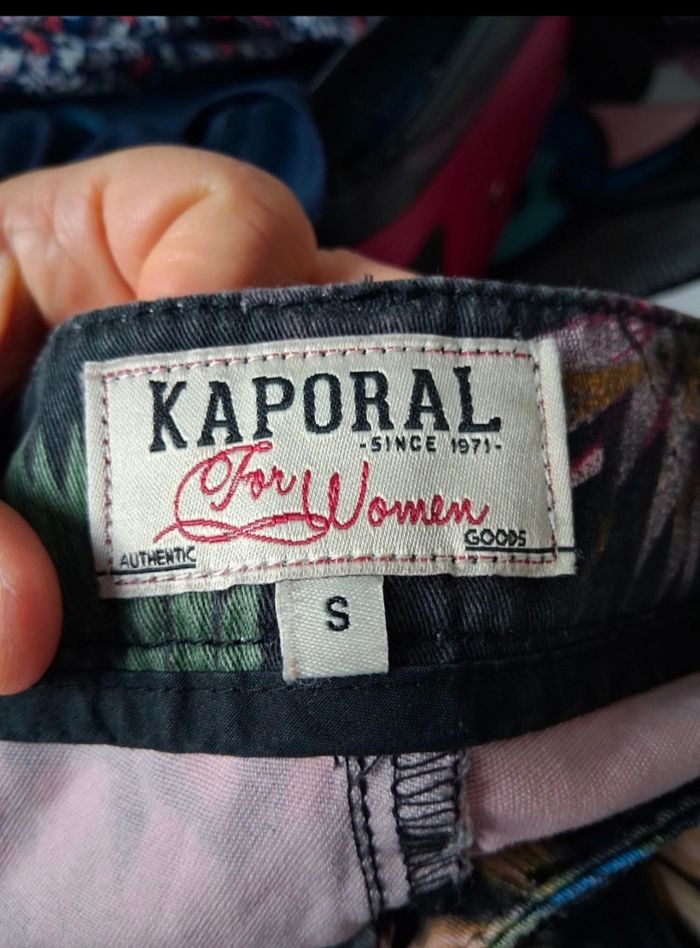 KAPORAL
-SINCE 1971-
For Women
AUTHENTIC
GOODS
S